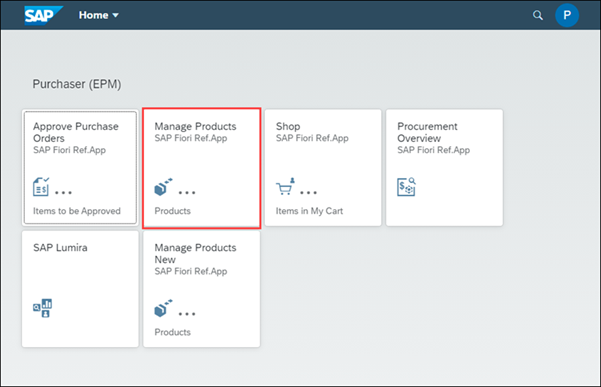 SAP Home P
Purchaser (EPM)
Approve Purchase
Orders
SAP Fiori Ref.App
...
Items to be Approved
Manage Products
SAP Fiori Ref.App
...
Products
Shop
SAP Fiori Ref.App
...
Items in My Cart
Procurement
Overview
SAP Fiori Ref.App
SAP Lumira
Manage Products
New
SAP Fiori Ref.App
...
Products